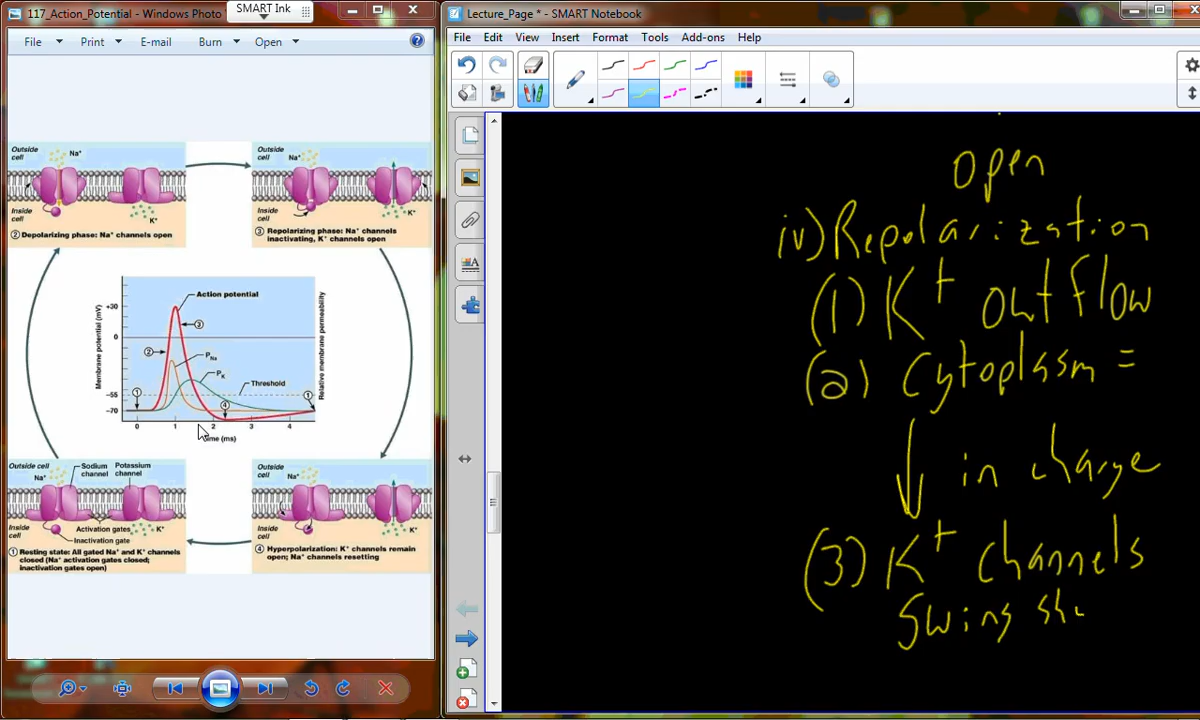 117_Action_Potential - Windows Photo
SMART Ink
File Print E-mail Burn Open
Outside cell
Na⁺
Inside cell
K⁺
② Depolarizing phase: Na⁺ channels open
Outside cell
Na⁺
Inside cell
K⁺
③ Repolarizing phase: Na⁺ channels
inactivating, K⁺ channels open
Action potential
Membrane potential (mV)
Relative membrane permeability
+30
0
-55
-70
①
②
③
④
①
PNa
PK
Threshold
0 1 2 3 4
Time (ms)
Outside cell
Na⁺
Sodium channel
Potassium channel
Inside cell
Activation gates
K⁺
Inactivation gate
① Resting state: All gated Na⁺ and K⁺ channels
closed (Na⁺ activation gates closed;
inactivation gates open)
Outside cell
Na⁺
Inside cell
K⁺
④ Hyperpolarization: K⁺ channels remain
open; Na⁺ channels resetting
Lecture_Page * - SMART Notebook
File Edit View Insert Format Tools Add-ons Help
open
iv) Repolarization
(1) K⁺ outflow
(2) Cytoplasm =
↓ in charge
(3) K⁺ channels
swing sh